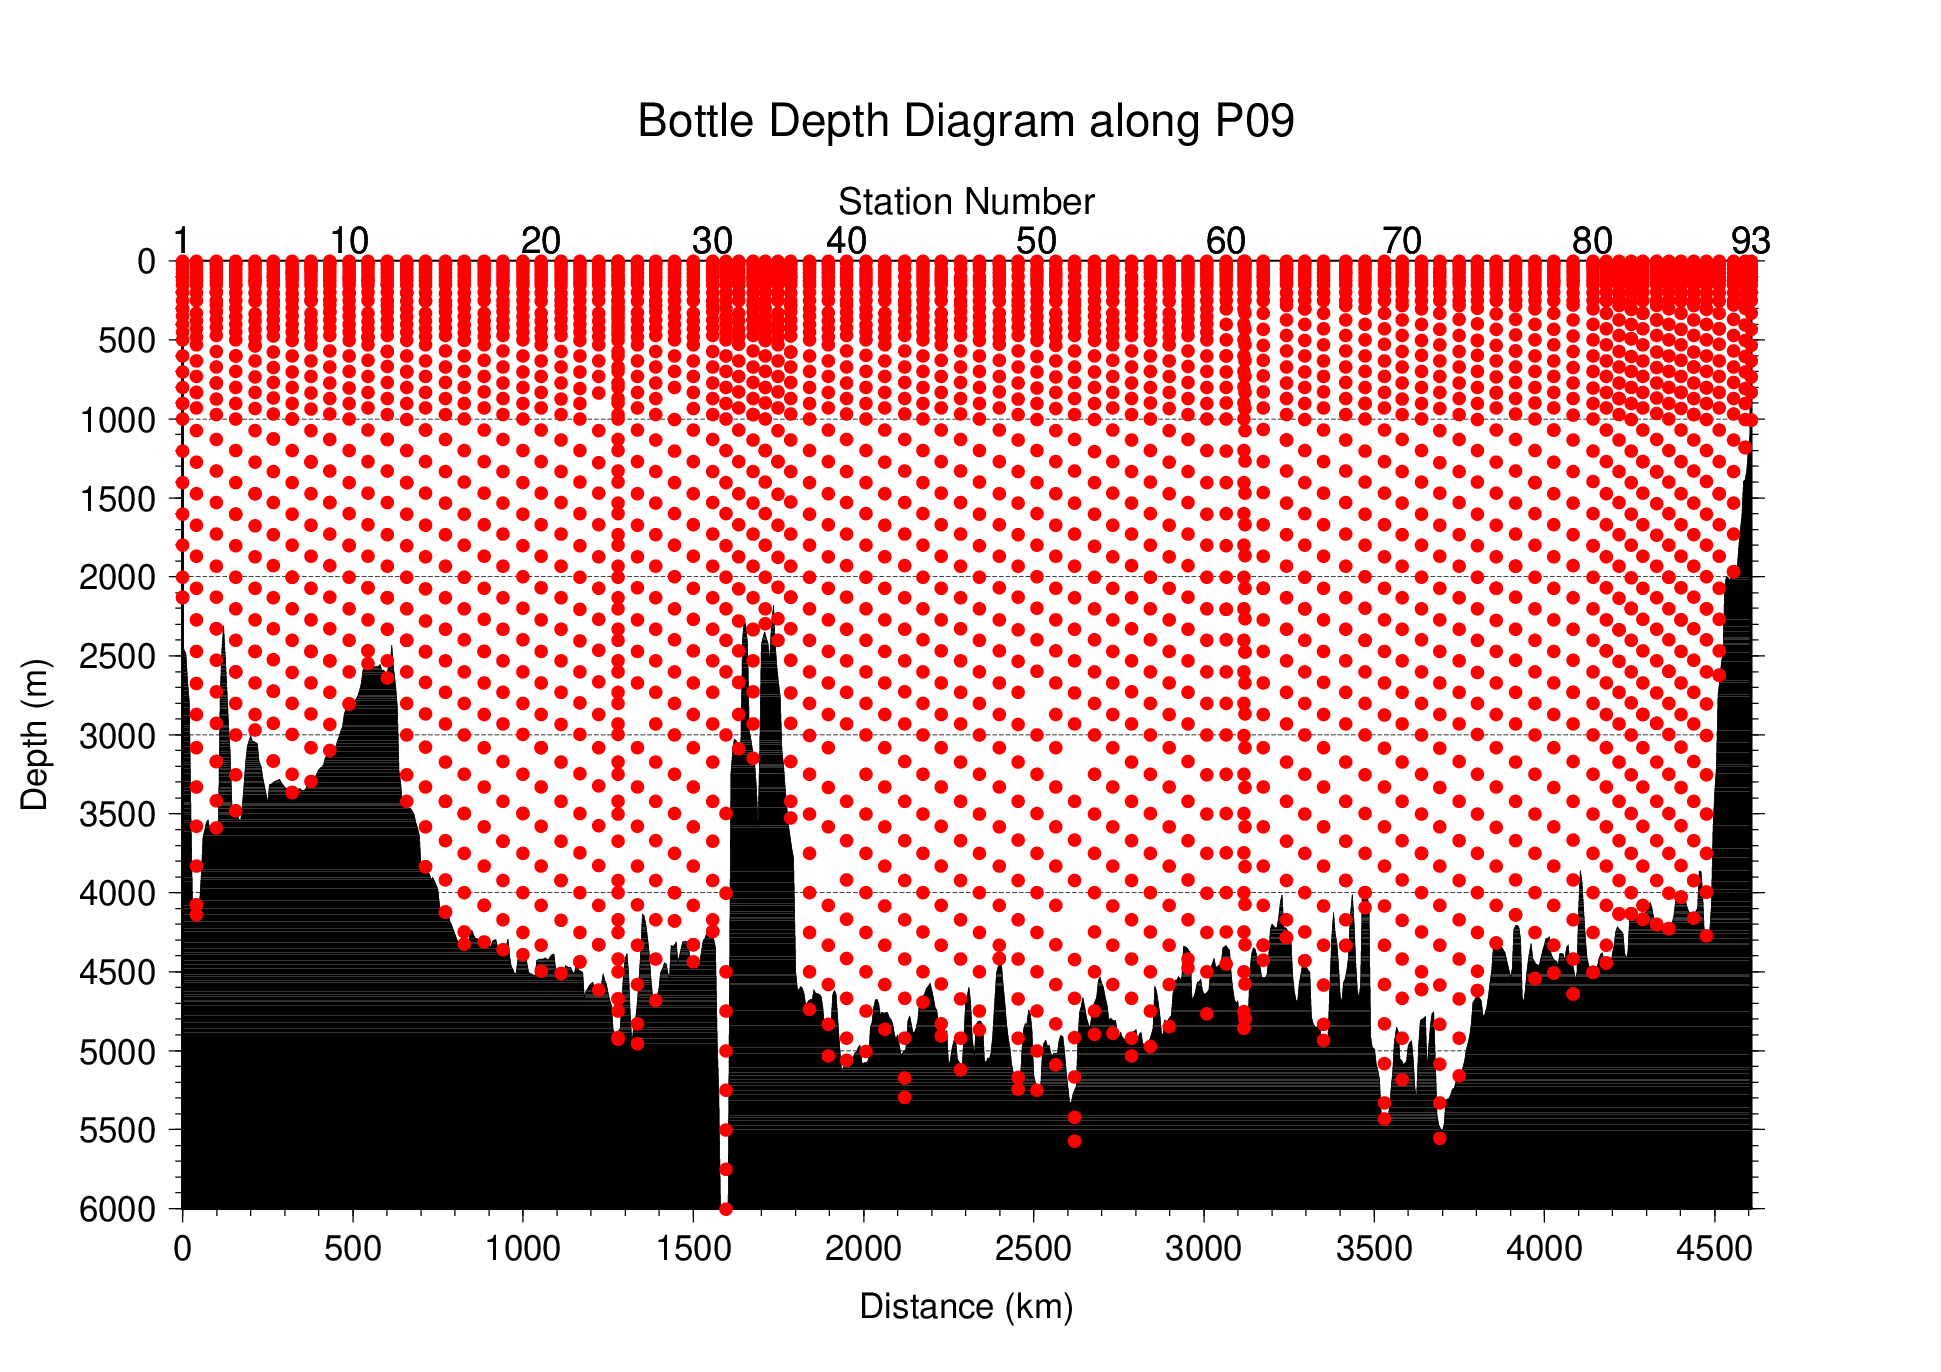 Bottle Depth Diagram along P09
Station Number
1 10 20 30 40 50 60 70 80 93
0
500
1000
1500
2000
2500
3000
3500
4000
4500
5000
5500
6000
Depth (m)
0 500 1000 1500 2000 2500 3000 3500 4000 4500
Distance (km)